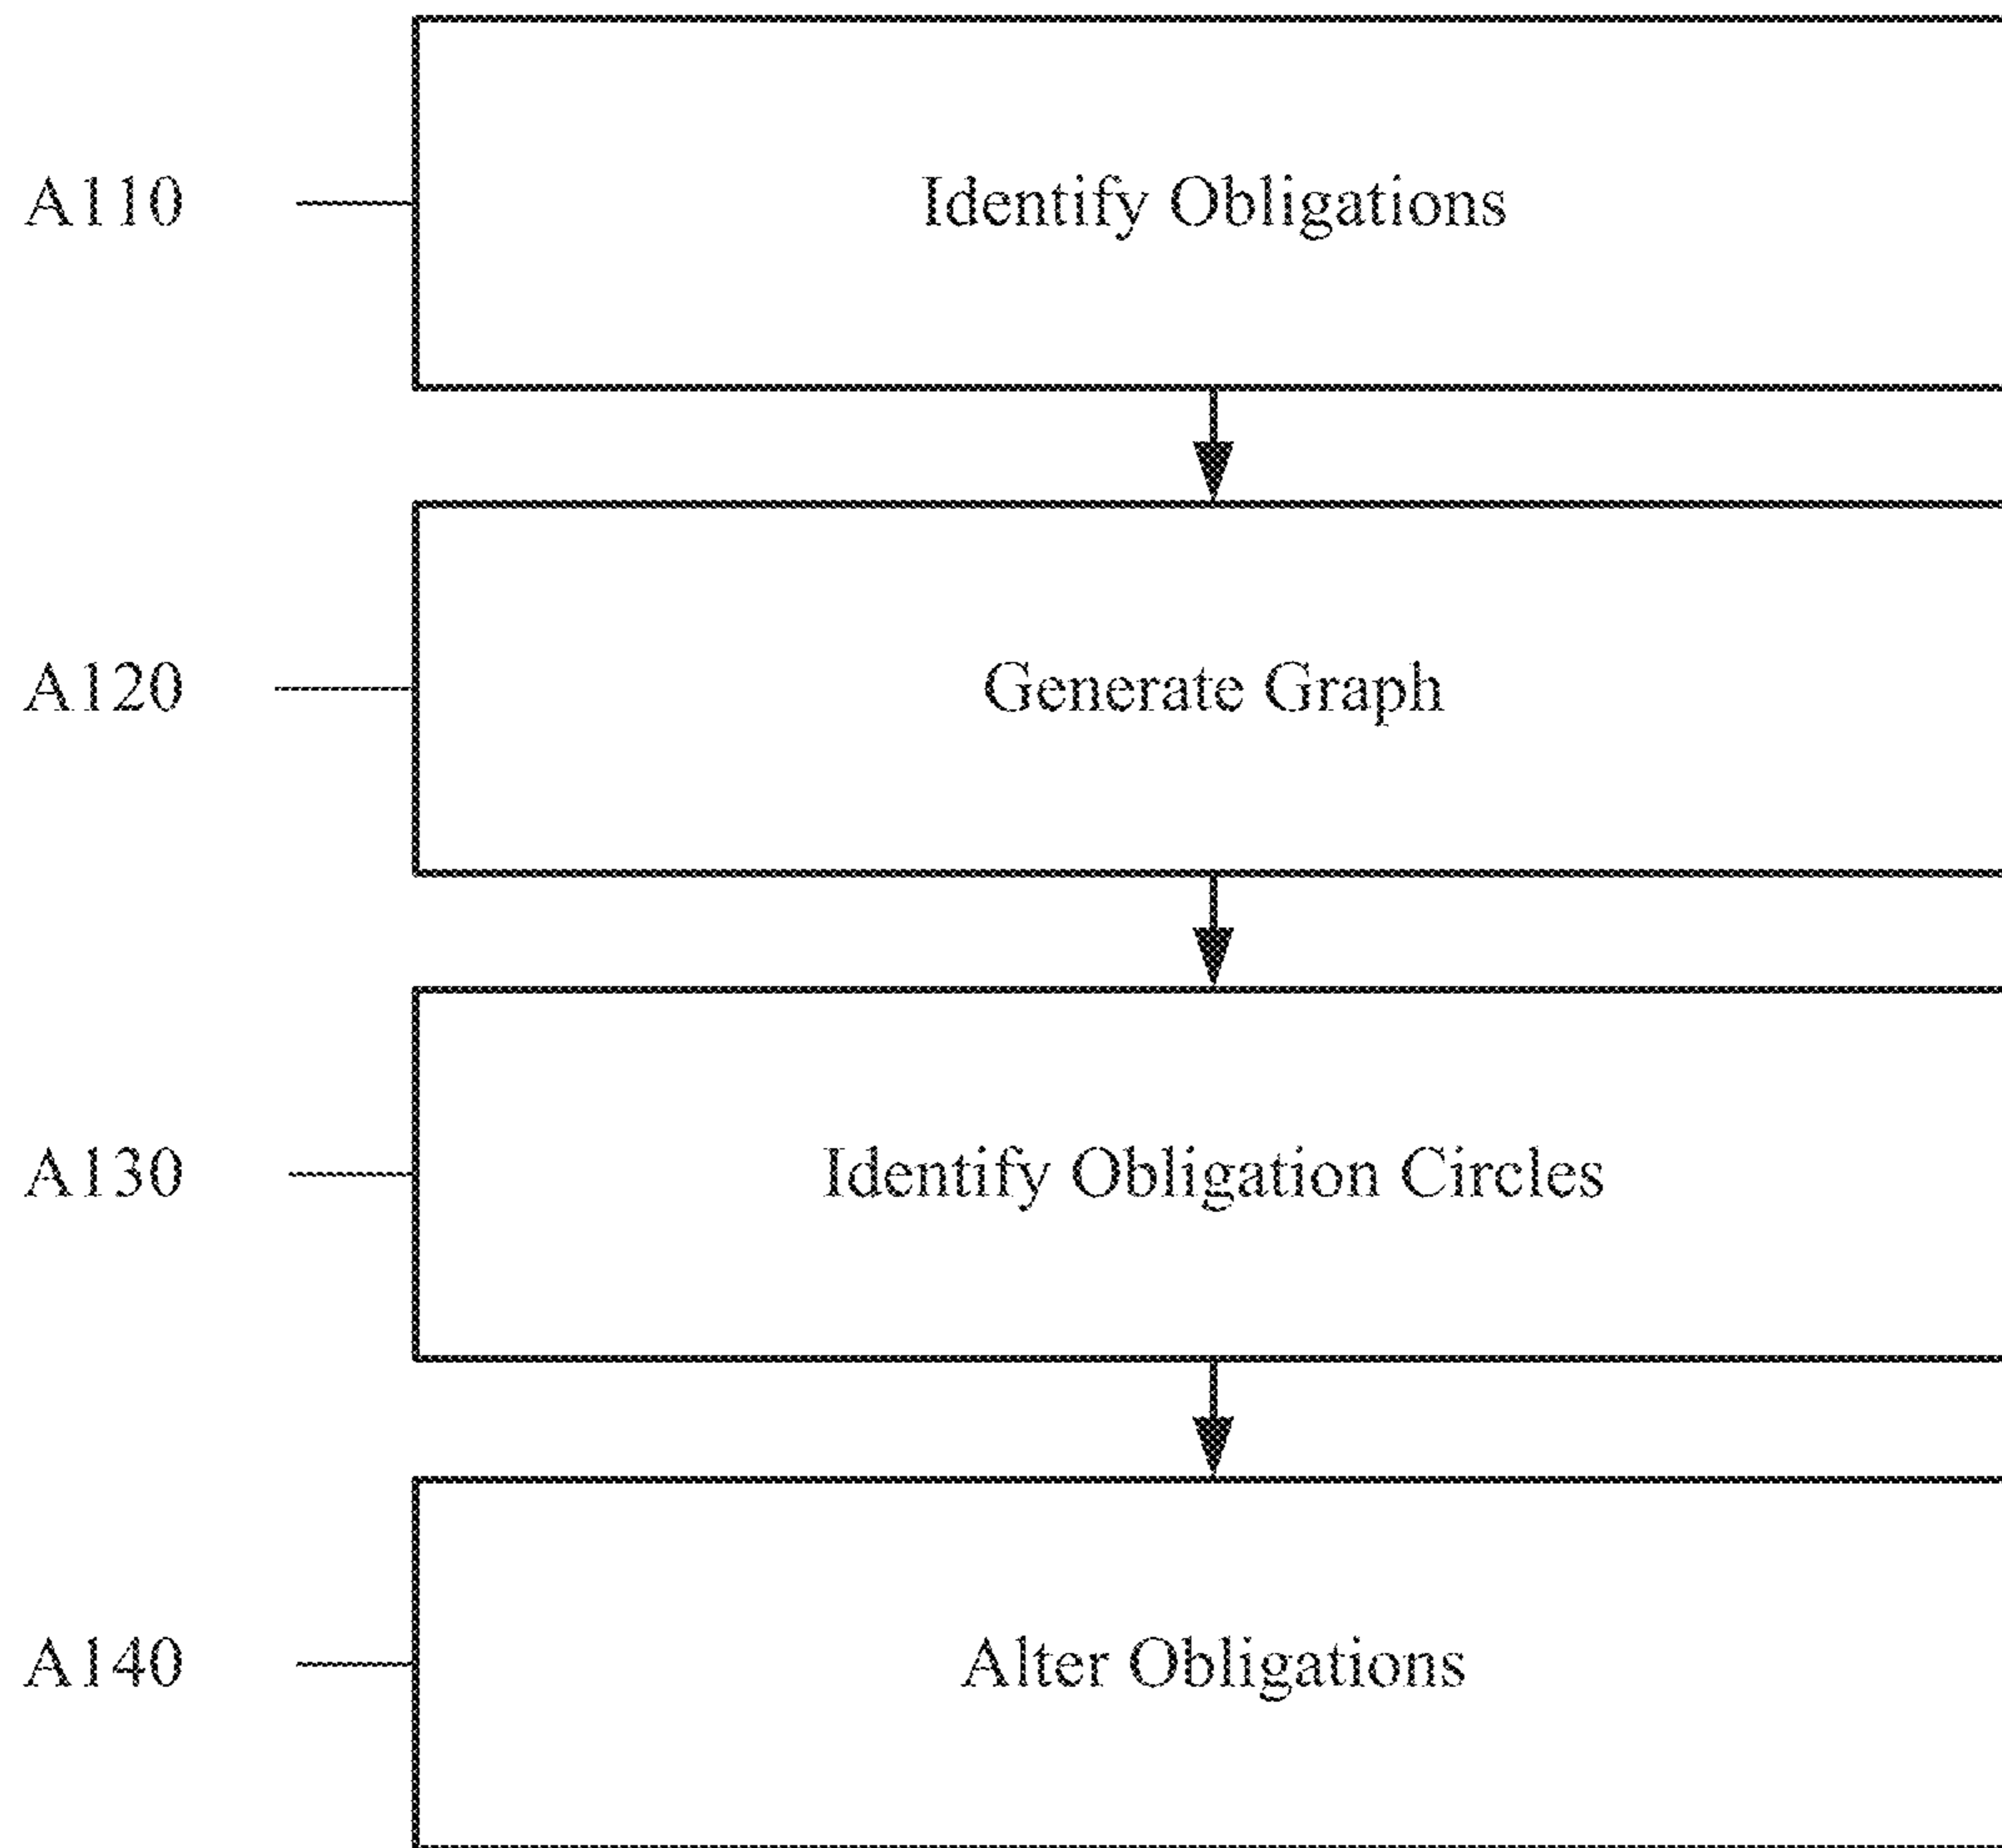 A110 Identify Obligations
A120 Generate Graph
A130 Identify Obligation Circles
A140 Alter Obligations